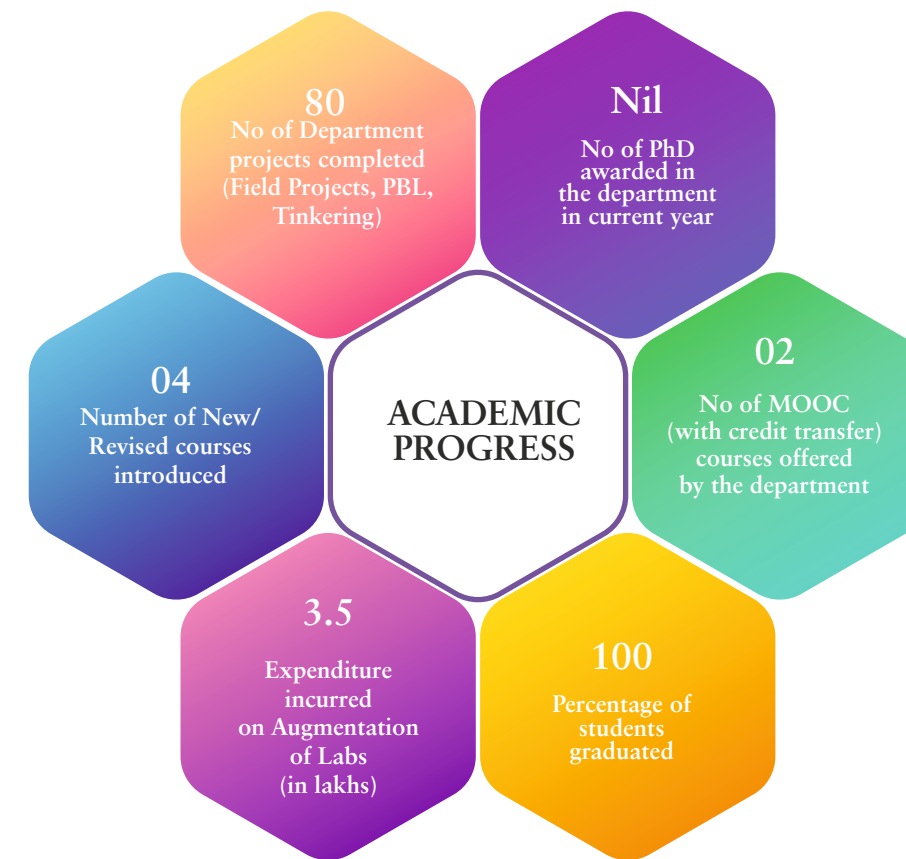 80
No of Department
projects completed
(Field Projects, PBL,
Tinkering)
Nil
No of PhD
awarded in
the department
in current year
04
Number of New/
Revised courses
introduced
ACADEMIC
PROGRESS
02
No of MOOC
(with credit transfer)
courses offered
by the department
3.5
Expenditure
incurred
on Augmentation
of Labs
(in lakhs)
100
Percentage of
students
graduated